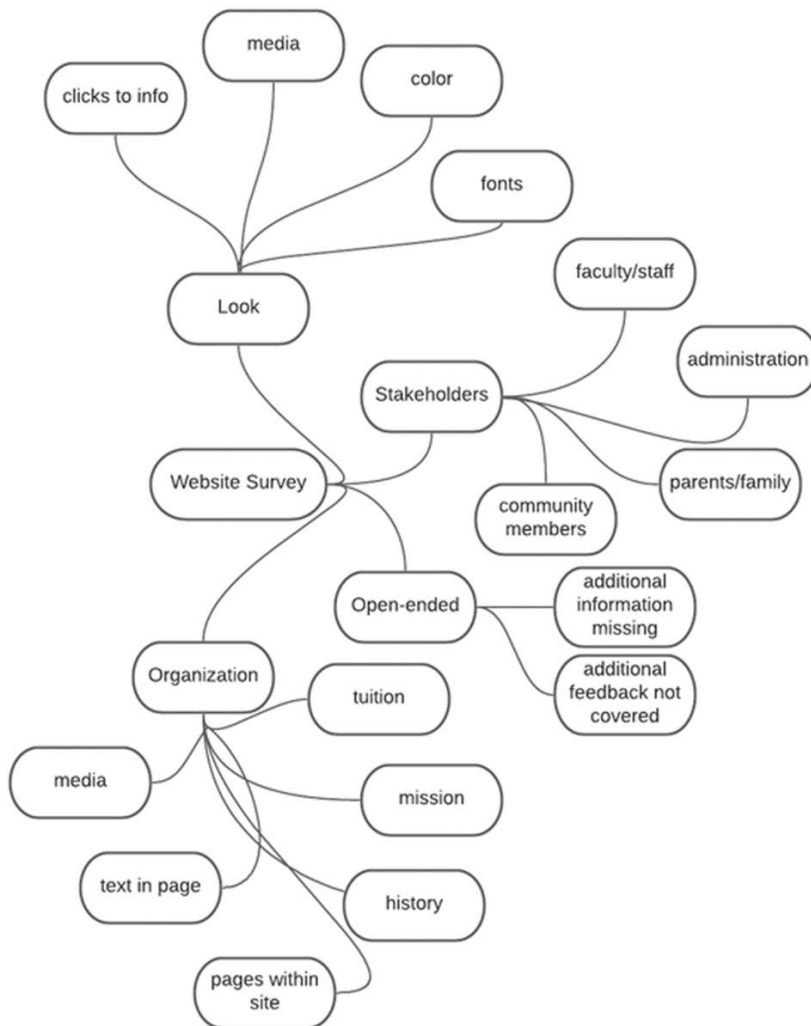 media
clicks to info
color
fonts
Look
faculty/staff
administration
Stakeholders
Website Survey
parents/family
community
members
Open-ended
additional
information
missing
additional
feedback not
covered
Organization
tuition
media
mission
text in page
history
pages within
site